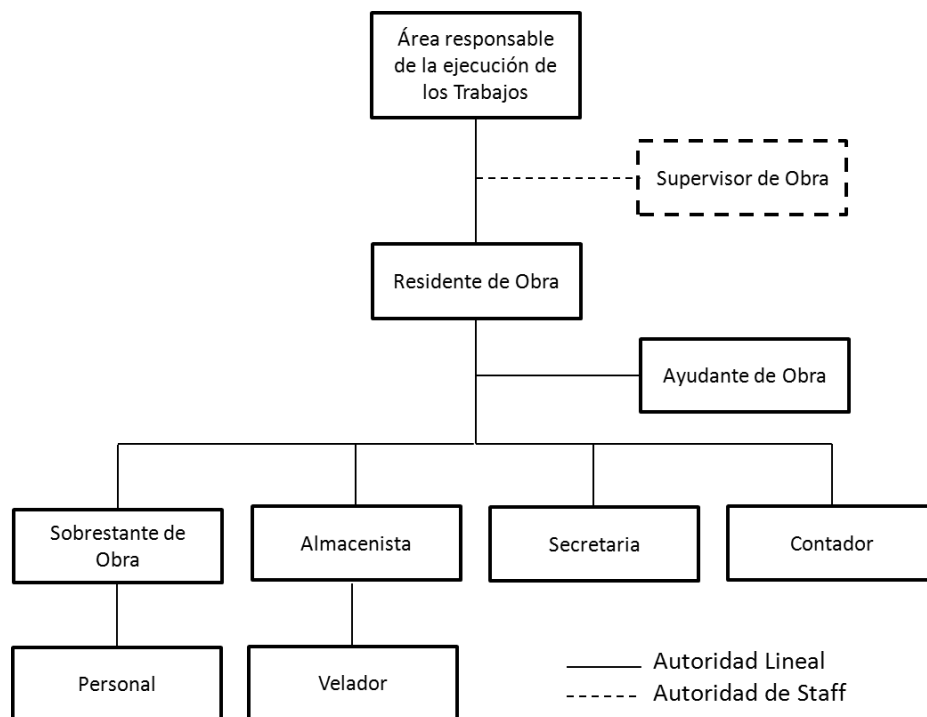 Área responsable
de la ejecución de
los Trabajos
Supervisor de Obra
Residente de Obra
Ayudante de Obra
Sobrestante de
Obra
Almacenista
Secretaria
Contador
Personal
Velador
Autoridad Lineal
Autoridad de Staff